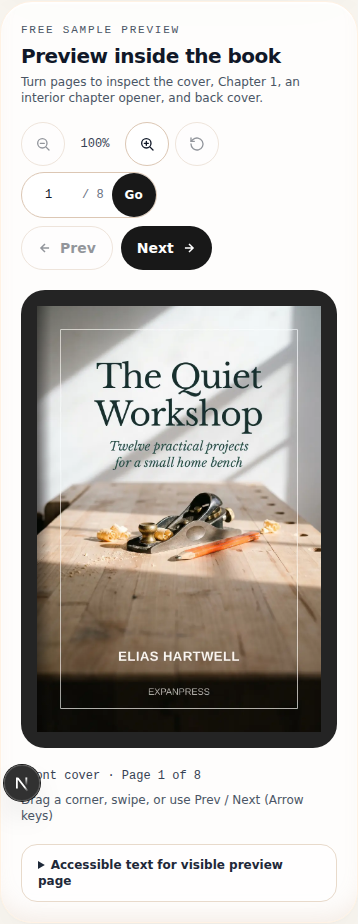 FREE SAMPLE PREVIEW
Preview inside the book
Turn pages to inspect the cover, Chapter 1, an
interior chapter opener, and back cover.
100%
1 / 8 Go
← Prev Next →
The Quiet
Workshop
Twelve practical projects
for a small home bench
ELIAS HARTWELL
EXPANPRESS
N
ont cover · Page 1 of 8
Drag a corner, swipe, or use Prev / Next (Arrow
keys)
▶ Accessible text for visible preview
page